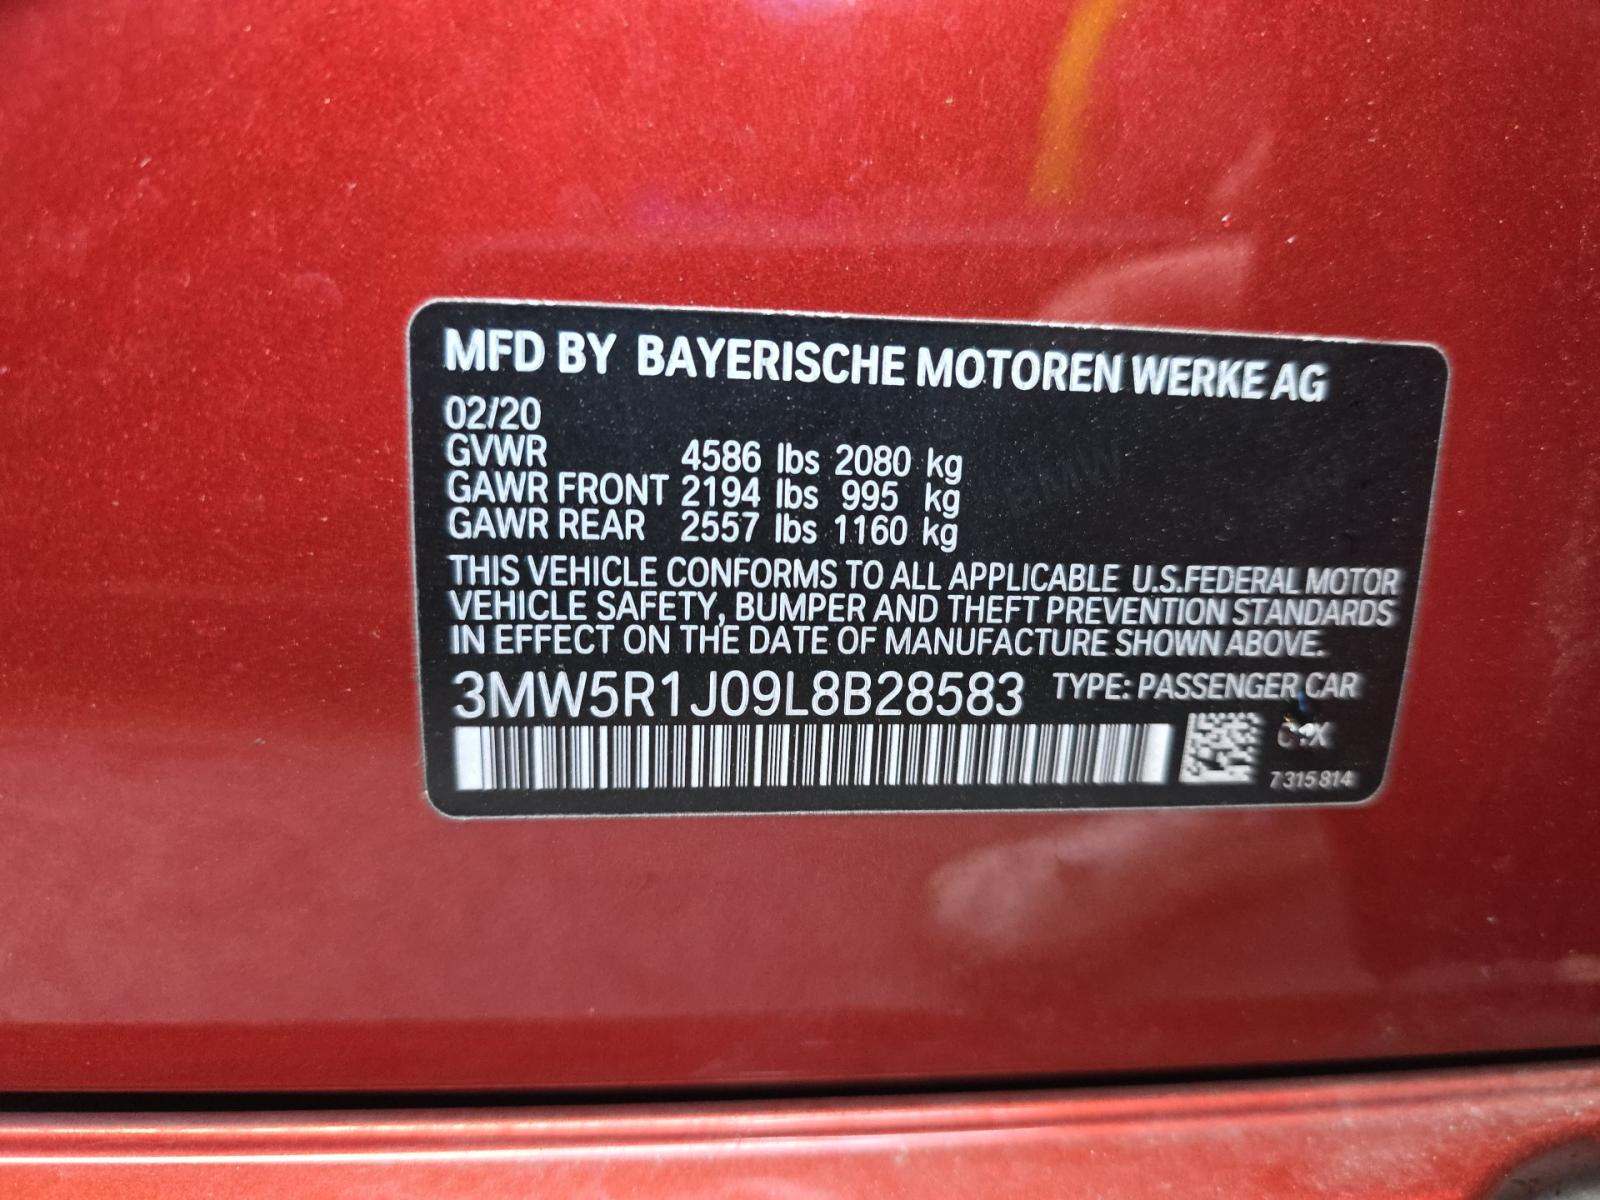 MFD BY BAYERISCHE MOTOREN WERKE AG
02/20
GVWR 4586 lbs 2080 kg
GAWR FRONT 2194 lbs 995 kg
GAWR REAR 2557 lbs 1160 kg
THIS VEHICLE CONFORMS TO ALL APPLICABLE U.S.FEDERAL MOTOR
VEHICLE SAFETY, BUMPER AND THEFT PREVENTION STANDARDS
IN EFFECT ON THE DATE OF MANUFACTURE SHOWN ABOVE.
3MW5R1J09L8B28583 TYPE: PASSENGER CAR
7 315 814